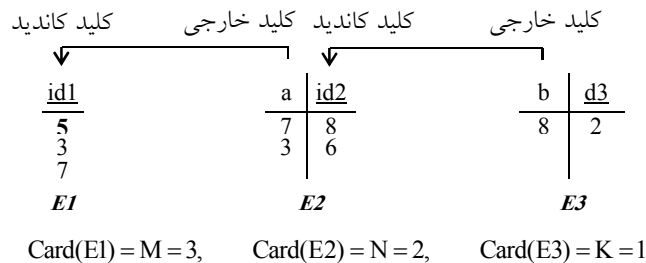 کلید کاندید کلید خارجی کلید کاندید کلید خارجی
id1 a id2 b d3
5 7 8 8 2
3 3 6
7
E1 E2 E3
Card(E1) = M = 3, Card(E2) = N = 2, Card(E3) = K = 1